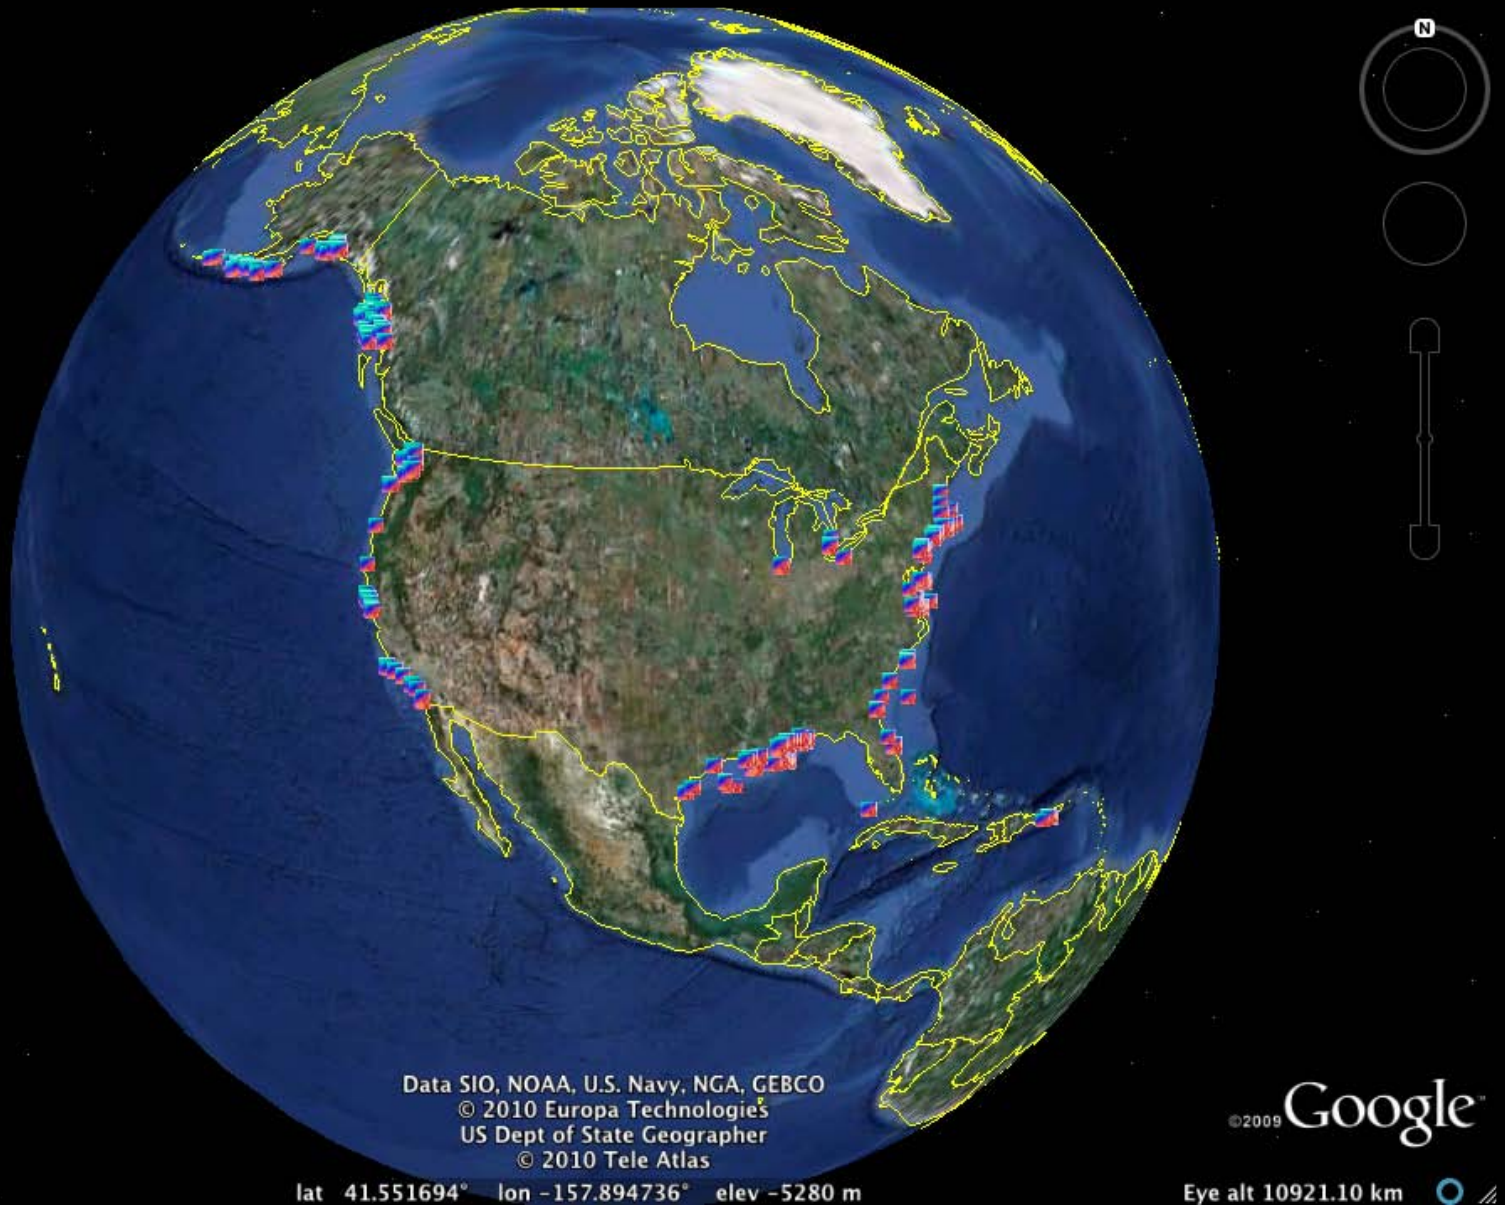 N
Data SIO, NOAA, U.S. Navy, NGA, GEBCO
© 2010 Europa Technologies
US Dept of State Geographer
© 2010 Tele Atlas
©2009 Google™
lat 41.551694° lon -157.894736° elev -5280 m
Eye alt 10921.10 km